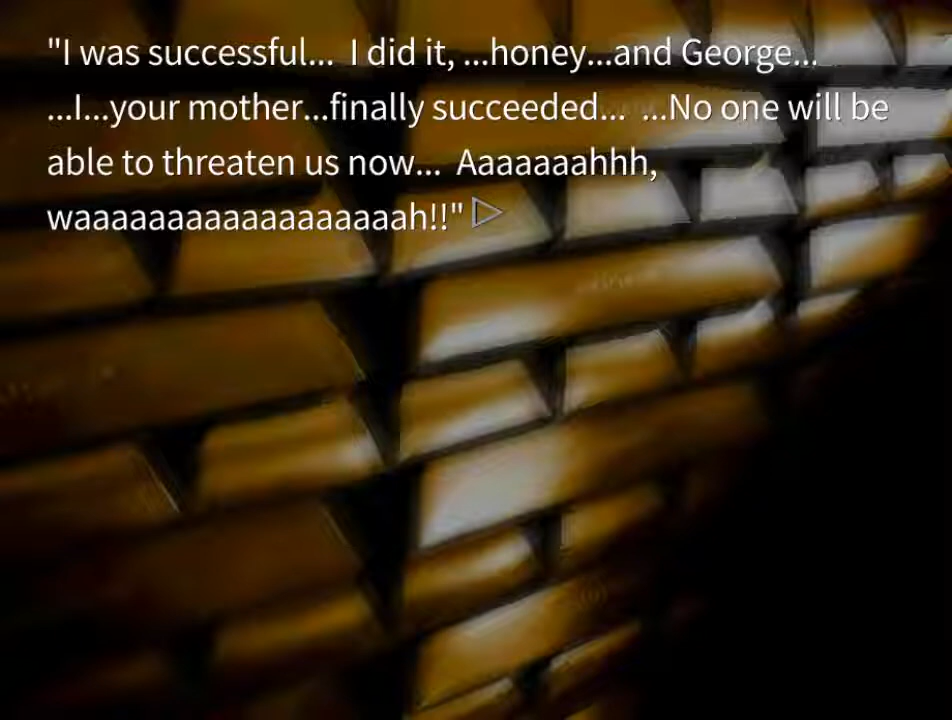 "I was successful...  I did it, ...honey...and George...
...I...your mother...finally succeeded...  ...No one will be
able to threaten us now...  Aaaaaaahhh,
waaaaaaaaaaaaaaaaaah!!"